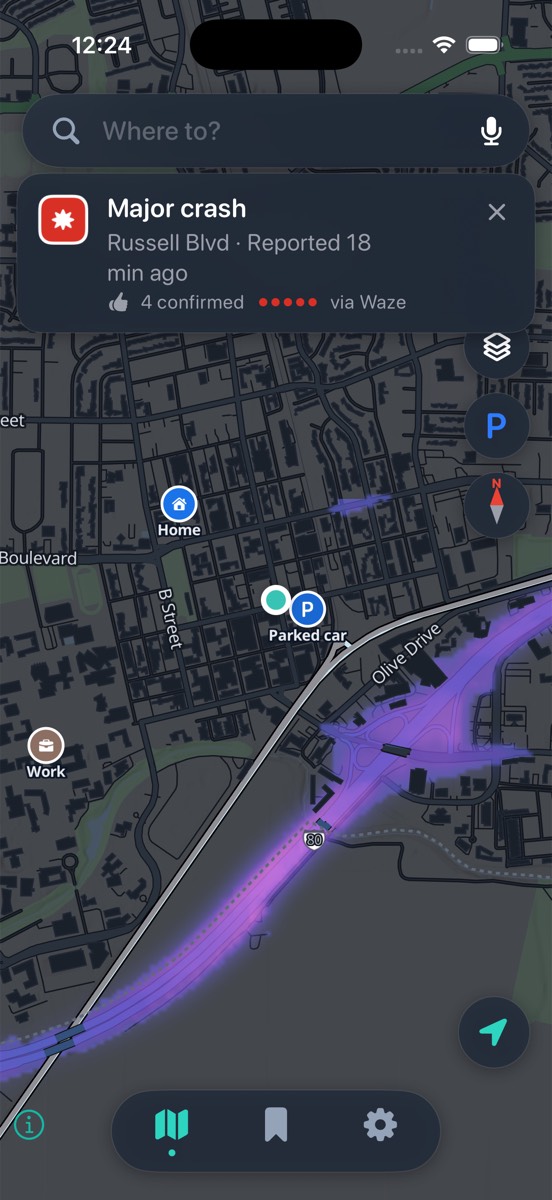 12:24
Where to?
Major crash
Russell Blvd · Reported 18
min ago
4 confirmed ●●●●● via Waze
eet
P
N
Home
Boulevard
B Street
P
Parked car
Olive Drive
Work
80